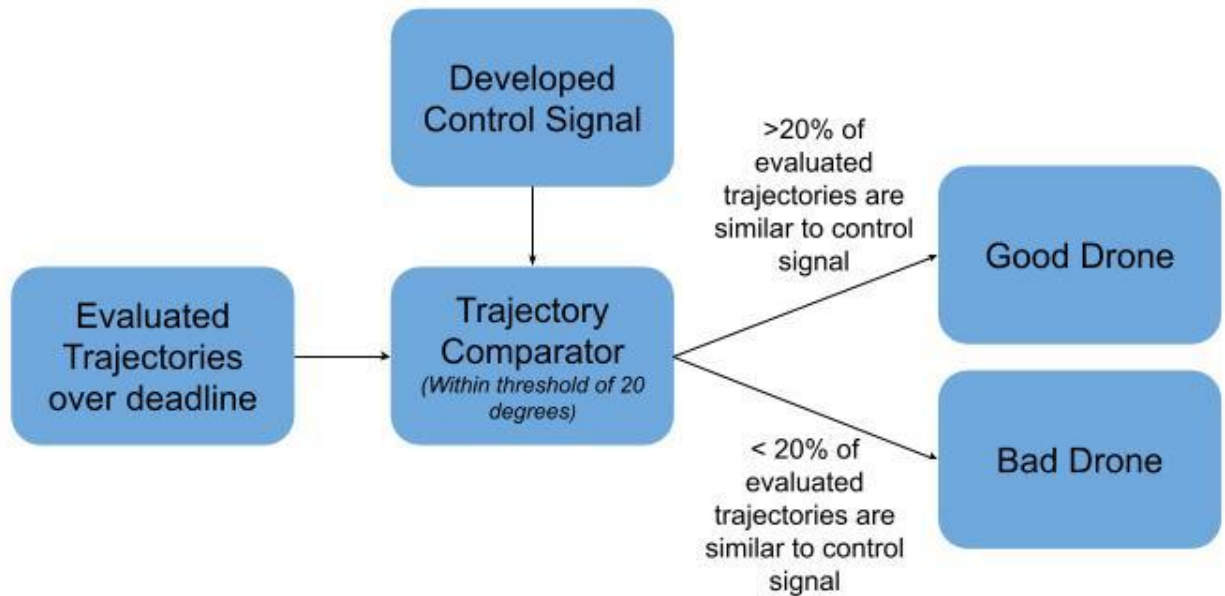 Developed
Control Signal
>20% of
evaluated
trajectories are
similar to control
signal
Good Drone
Evaluated
Trajectories
over deadline
Trajectory
Comparator
(Within threshold of 20
degrees)
Bad Drone
< 20% of
evaluated
trajectories are
similar to control
signal